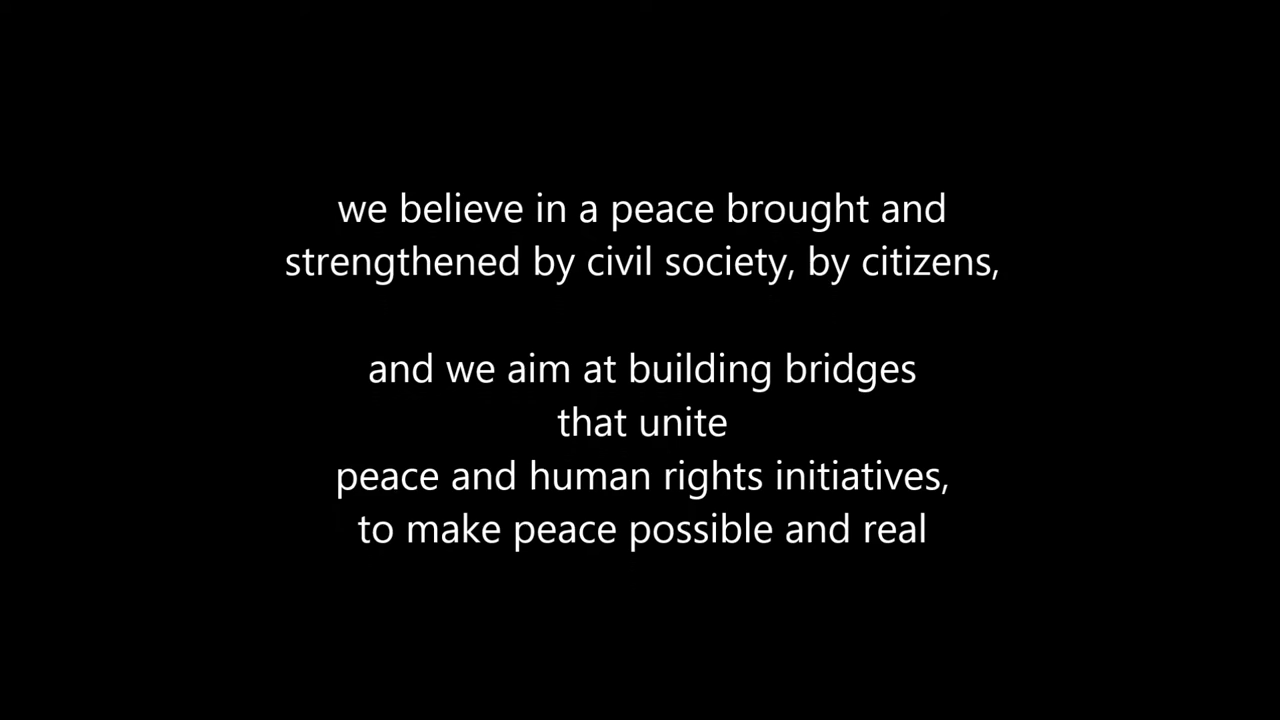 we believe in a peace brought and
strengthened by civil society, by citizens,
and we aim at building bridges
that unite
peace and human rights initiatives,
to make peace possible and real